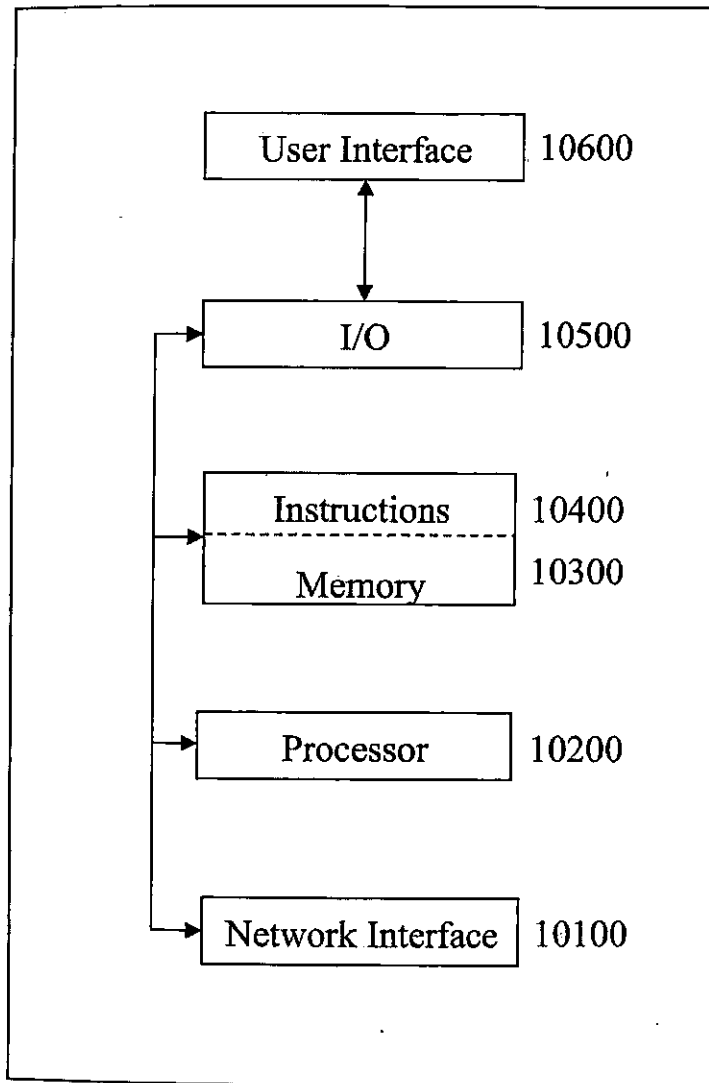 User Interface 10600
I/O 10500
Instructions 10400
Memory 10300
Processor 10200
Network Interface 10100